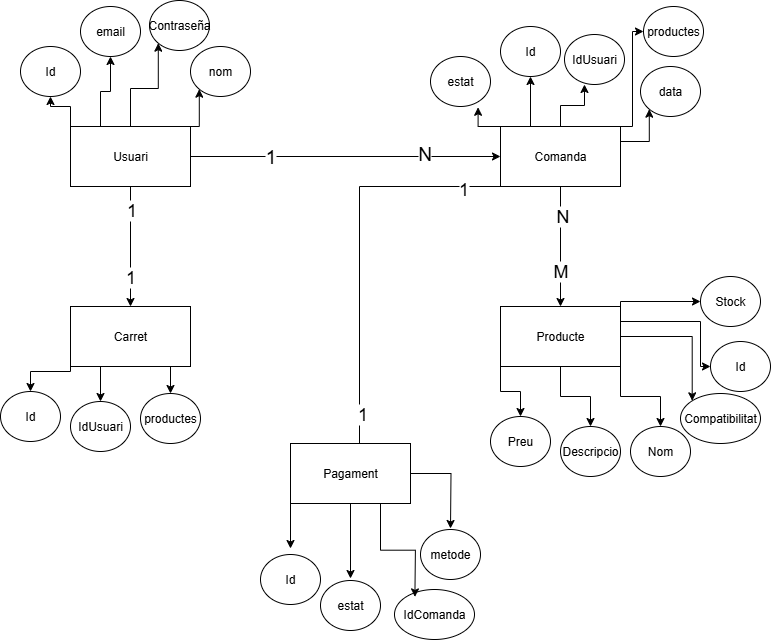 email
Contraseña
Id
nom
Usuari
1
N
estat
Id
IdUsuari
productes
data
Comanda
1
1
1
N
M
Carret
Id
IdUsuari
productes
Producte
Stock
Id
Compatibilitat
Preu
Descripcio
Nom
1
Pagament
Id
estat
IdComanda
metode